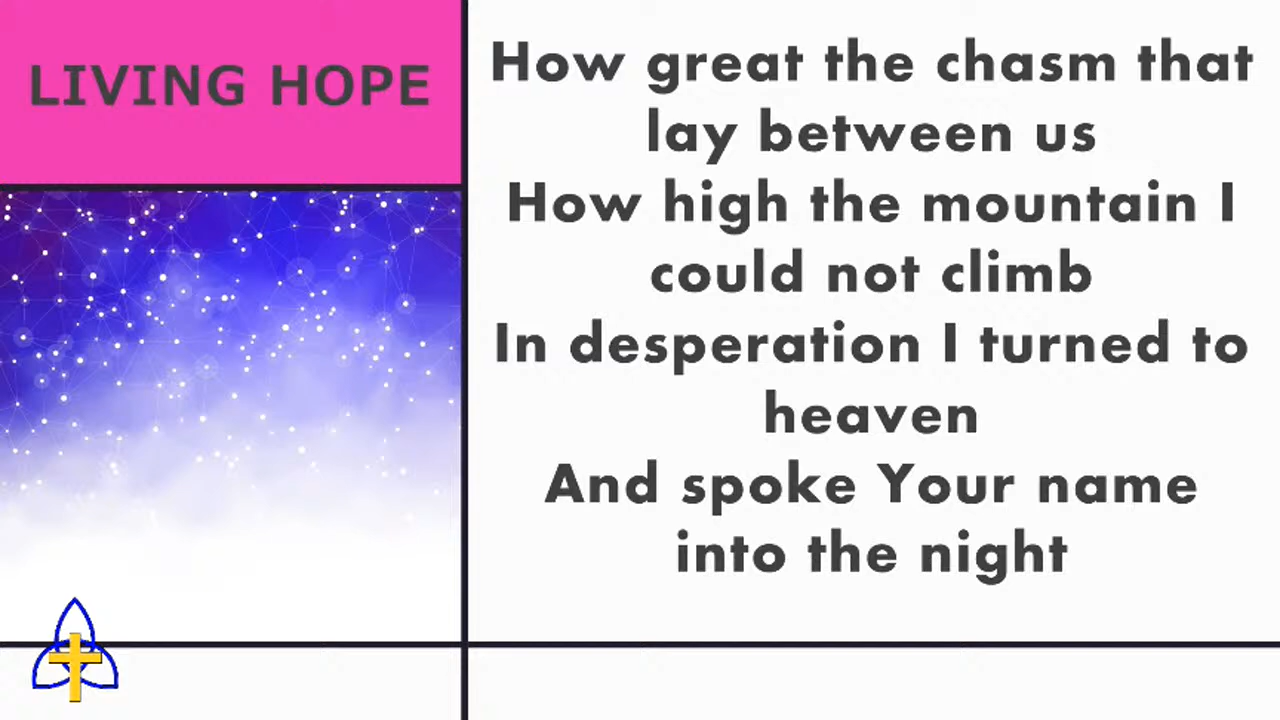 LIVING HOPE
How great the chasm that
lay between us
How high the mountain I
could not climb
In desperation I turned to
heaven
And spoke Your name
into the night